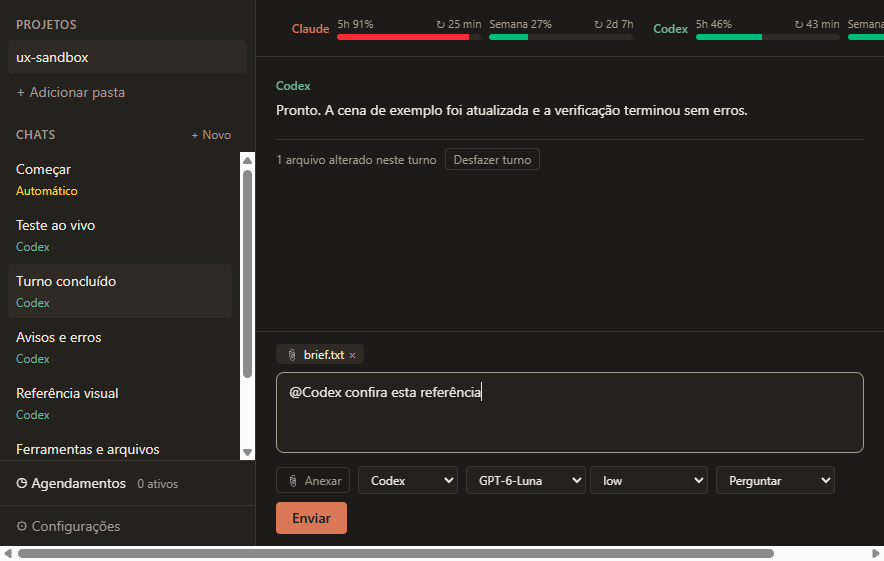 PROJETOS
ux-sandbox
+ Adicionar pasta
CHATS + Novo
Começar
Automático
Teste ao vivo
Codex
Turno concluído
Codex
Avisos e erros
Codex
Referência visual
Codex
Ferramentas e arquivos
Agendamentos 0 ativos
Configurações
Claude 5h 91% ↻ 25 min Semana 27% ↻ 2d 7h Codex 5h 46% ↻ 43 min Semana
Codex
Pronto. A cena de exemplo foi atualizada e a verificação terminou sem erros.
1 arquivo alterado neste turno Desfazer turno
brief.txt ×
@Codex confira esta referência
Anexar Codex GPT-6-Luna low Perguntar
Enviar